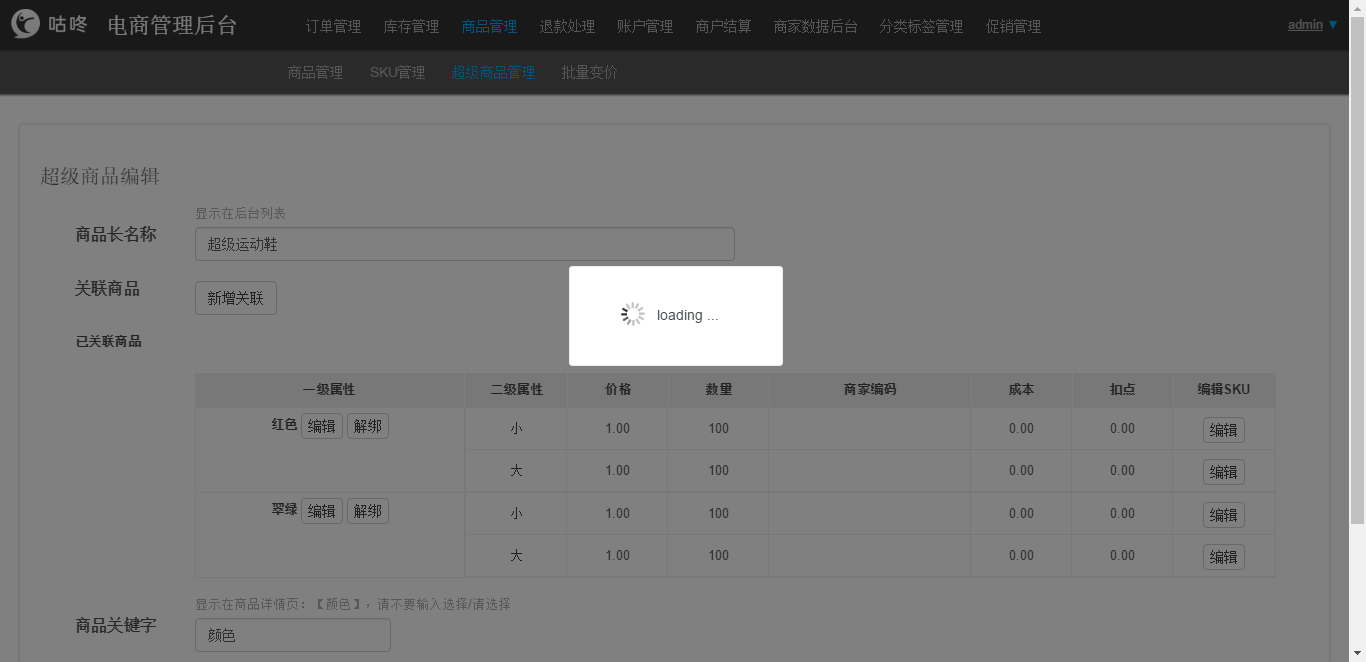 咕咚 电商管理后台 订单管理 库存管理 商品管理 退款处理 账户管理 商户结算 商家数据后台 分类标签管理 促销管理 admin
商品管理 SKU管理 超级商品管理 批量变价
超级商品编辑
显示在后台列表
商品长名称 超级运动鞋
关联商品 新增关联
loading ...
已关联商品
一级属性 二级属性 价格 数量 商家编码 成本 扣点 编辑SKU
红色 编辑 解绑 小 1.00 100 0.00 0.00 编辑
大 1.00 100 0.00 0.00 编辑
翠绿 编辑 解绑 小 1.00 100 0.00 0.00 编辑
大 1.00 100 0.00 0.00 编辑
显示在商品详情页：【颜色】，请不要输入选择/请选择
商品关键字 颜色